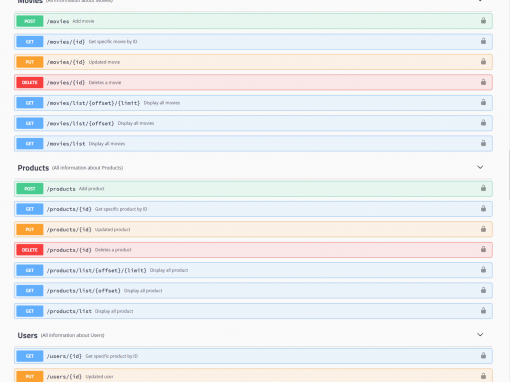 Movies (All information about Movies)
POST /movies Add movie
GET /movies/{id} Get specific movie by ID
PUT /movies/{id} Updated movie
DELETE /movies/{id} Deletes a movie
GET /movies/list/{offset}/{limit} Display all movies
GET /movies/list/{offset} Display all movies
GET /movies/list Display all movies
Products (All information about Products)
POST /products Add product
GET /products/{id} Get specific product by ID
PUT /products/{id} Updated product
DELETE /products/{id} Deletes a product
GET /products/list/{offset}/{limit} Display all product
GET /products/list/{offset} Display all product
GET /products/list Display all product
Users (All information about Users)
GET /users/{id} Get specific product by ID
PUT /users/{id} Updated user